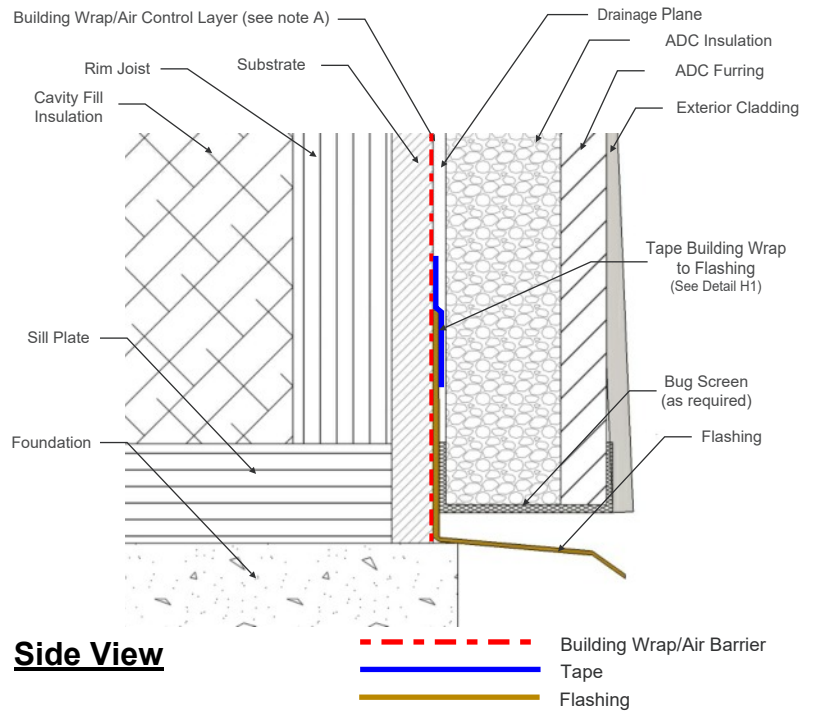 Building Wrap/Air Control Layer (see note A)
Drainage Plane
ADC Insulation
Rim Joist
Substrate
ADC Furring
Cavity Fill
Insulation
Exterior Cladding
Tape Building Wrap
to Flashing
(See Detail H1)
Sill Plate
Bug Screen
(as required)
Foundation
Flashing
Side View
Building Wrap/Air Barrier
Tape
Flashing